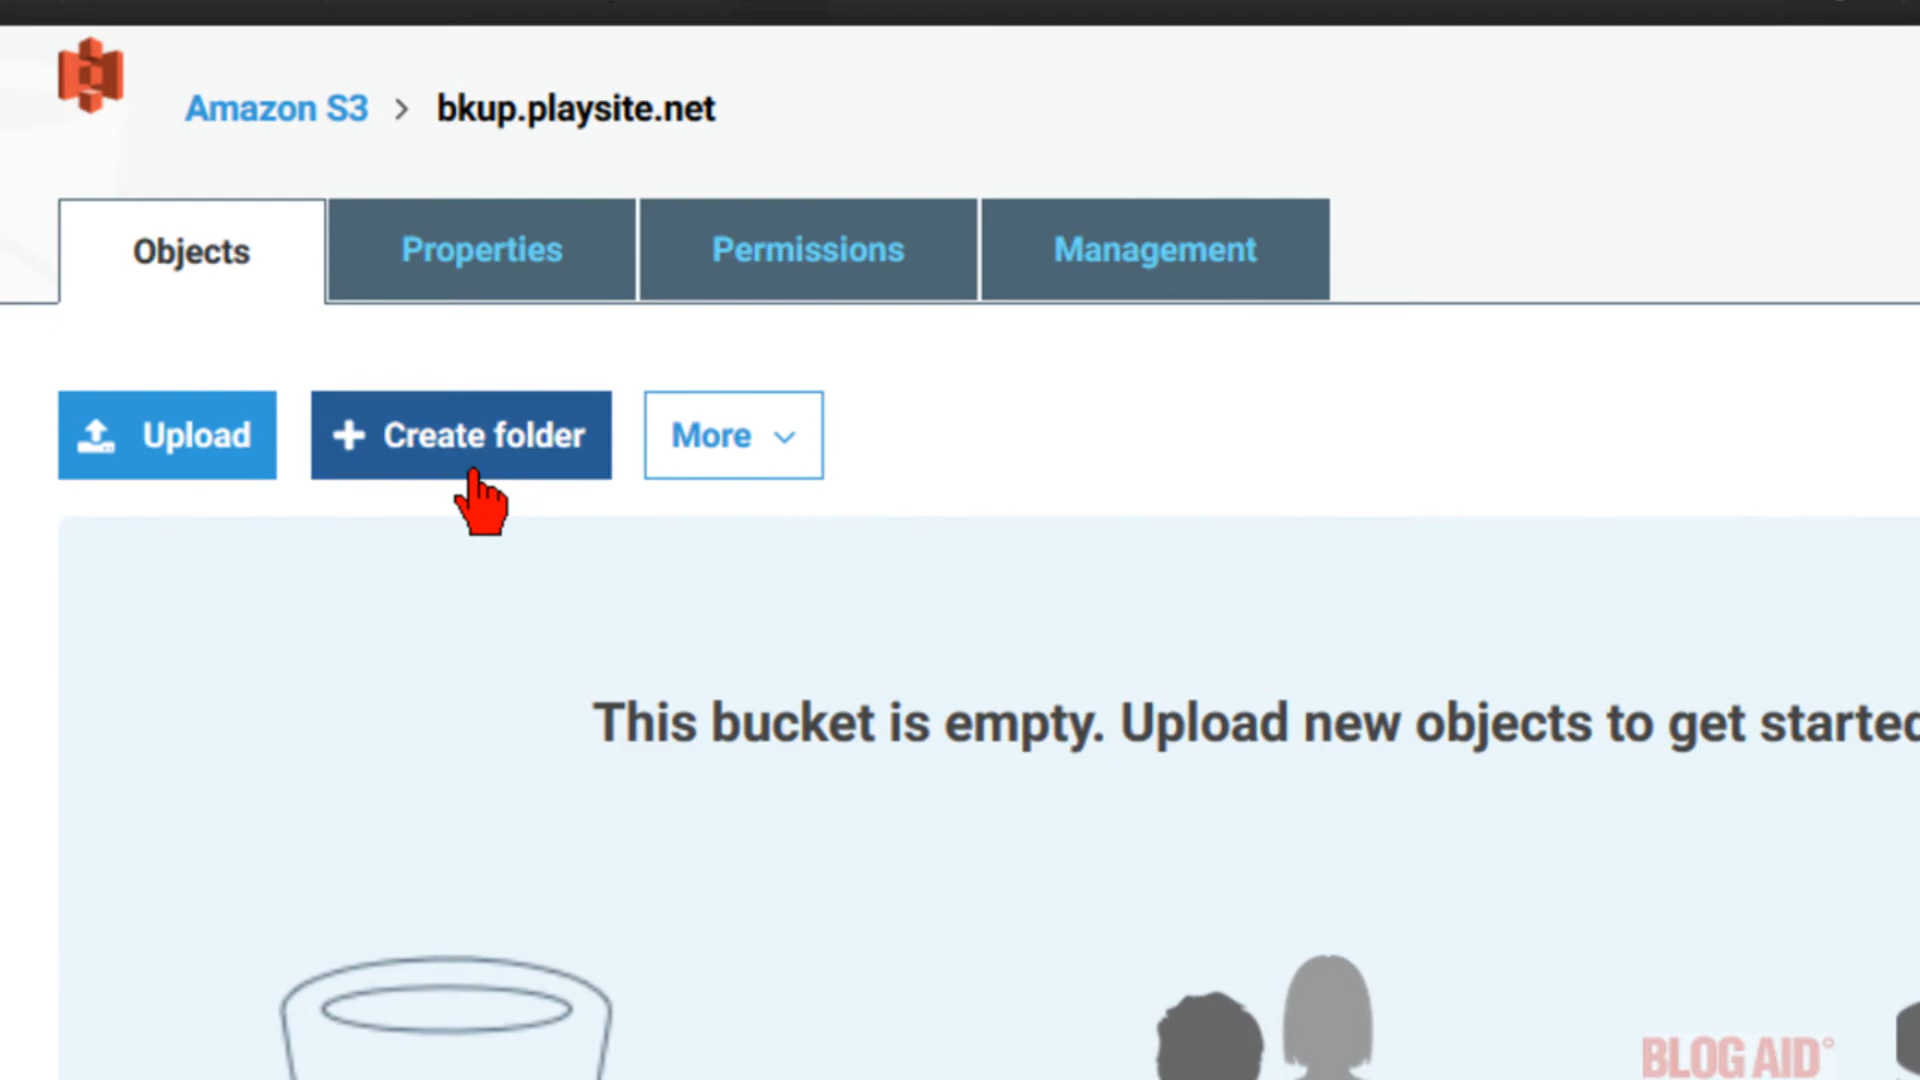 Amazon S3 > bkup.playsite.net
Objects Properties Permissions Management
Upload Create folder More
This bucket is empty. Upload new objects to get started
BLOG AID